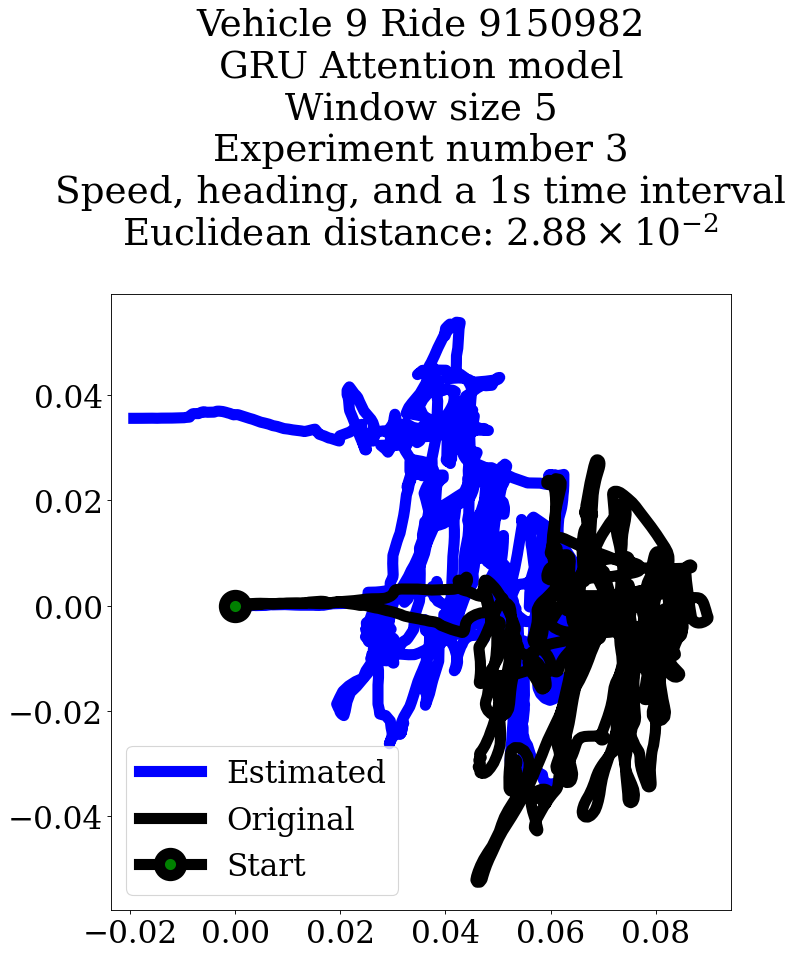 Vehicle 9 Ride 9150982
GRU Attention model
Window size 5
Experiment number 3
Speed, heading, and a 1s time interval
Euclidean distance: 2.88 × 10⁻²
0.04
0.02
0.00
−0.02
−0.04
Estimated
Original
Start
−0.02 0.00 0.02 0.04 0.06 0.08